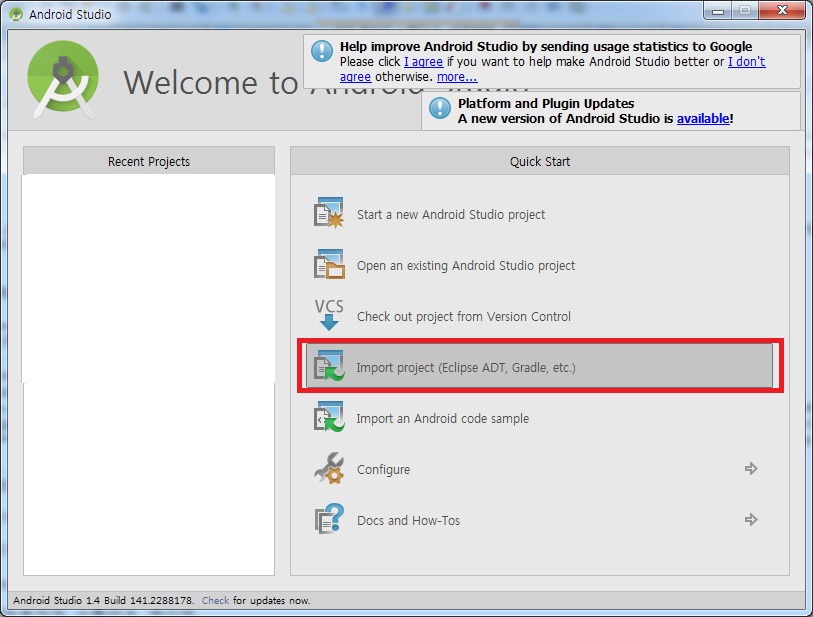 Android Studio
Welcome to Android Studio
Help improve Android Studio by sending usage statistics to Google
Please click I agree if you want to help make Android Studio better or I don't
agree otherwise. more...
Platform and Plugin Updates
A new version of Android Studio is available!
Recent Projects
Quick Start
Start a new Android Studio project
Open an existing Android Studio project
VCS
Check out project from Version Control
Import project (Eclipse ADT, Gradle, etc.)
Import an Android code sample
Configure
Docs and How-Tos
Android Studio 1.4 Build 141.2288178. Check for updates now.